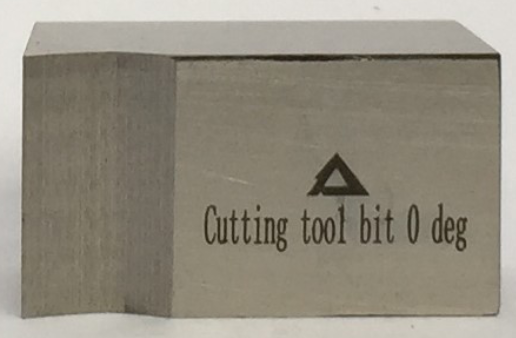 Cutting tool bit 0 deg